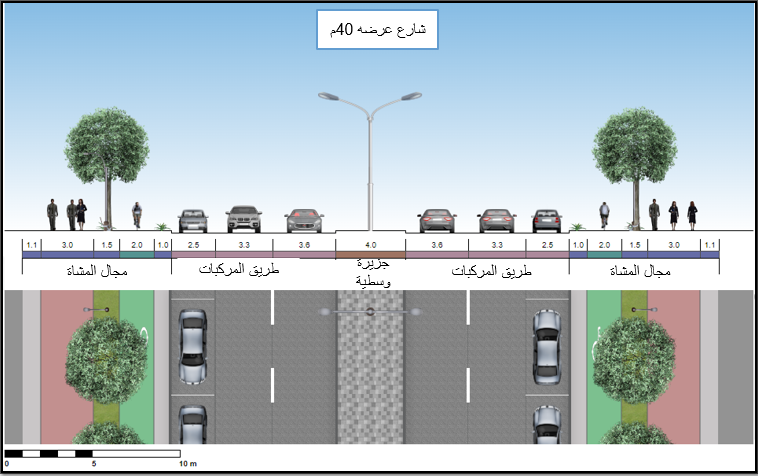 شارع عرضه 40م
1.1 3.0 1.5 2.0 1.0 2.5 3.3 3.6 4.0 3.6 3.3 2.5 1.0 2.0 1.5 3.0 1.1
مجال المشاة طريق المركبات جزيرة طريق المركبات مجال المشاة
وسطية
0 5 10 m